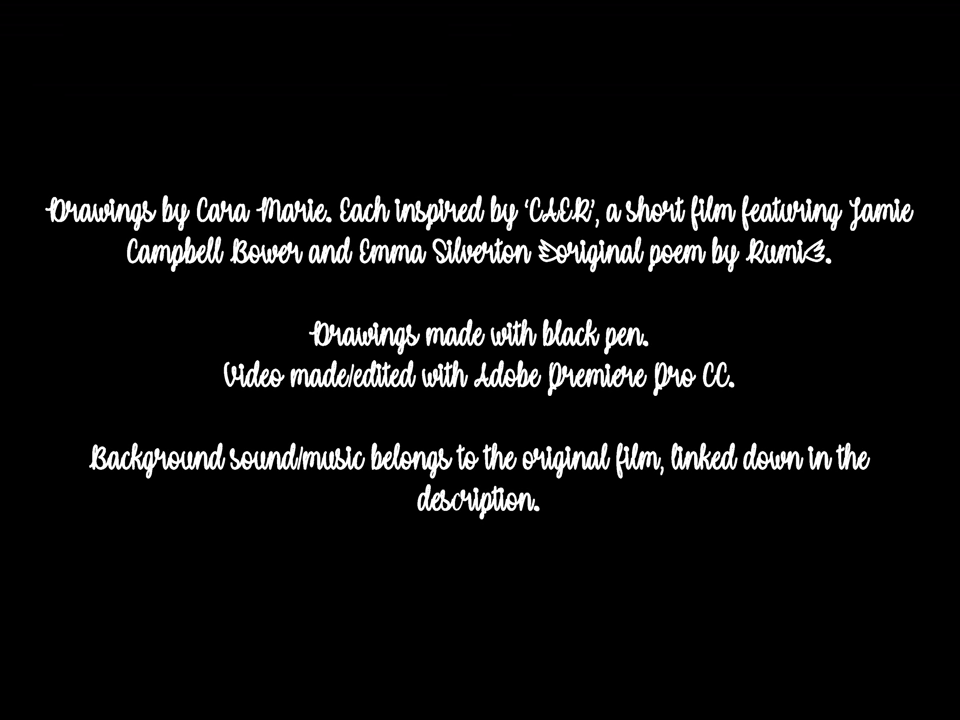 Drawings by Cara Marie. Each inspired by 'CAER', a short film featuring Jamie
Campbell Bower and Emma Silverton original poem by Rumi.
Drawings made with black pen.
Video made/edited with Adobe Premiere Pro CC.
Background sound/music belongs to the original film, linked down in the
description.